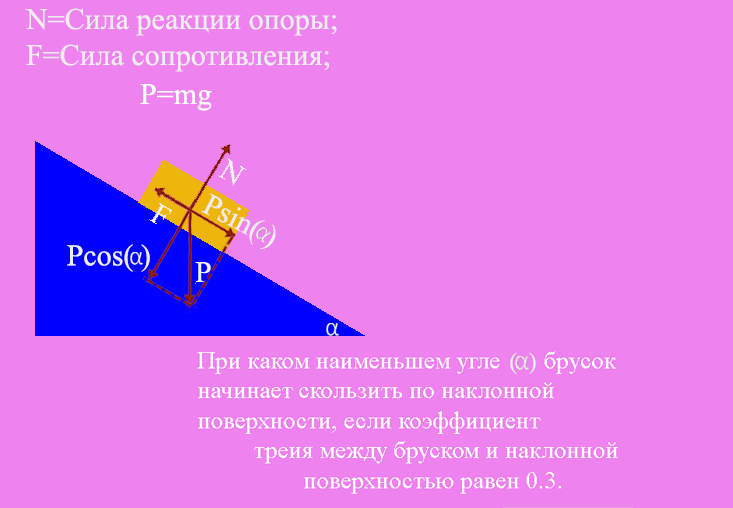 N=Сила реакции опоры;
F=Сила сопротивления;
P=mg
N
F
Psin(α)
Pcos(α)
P
α
При каком наименьшем угле (α) брусок
начинает скользить по наклонной
поверхности, если коэффициент
треия между бруском и наклонной
поверхностью равен 0.3.